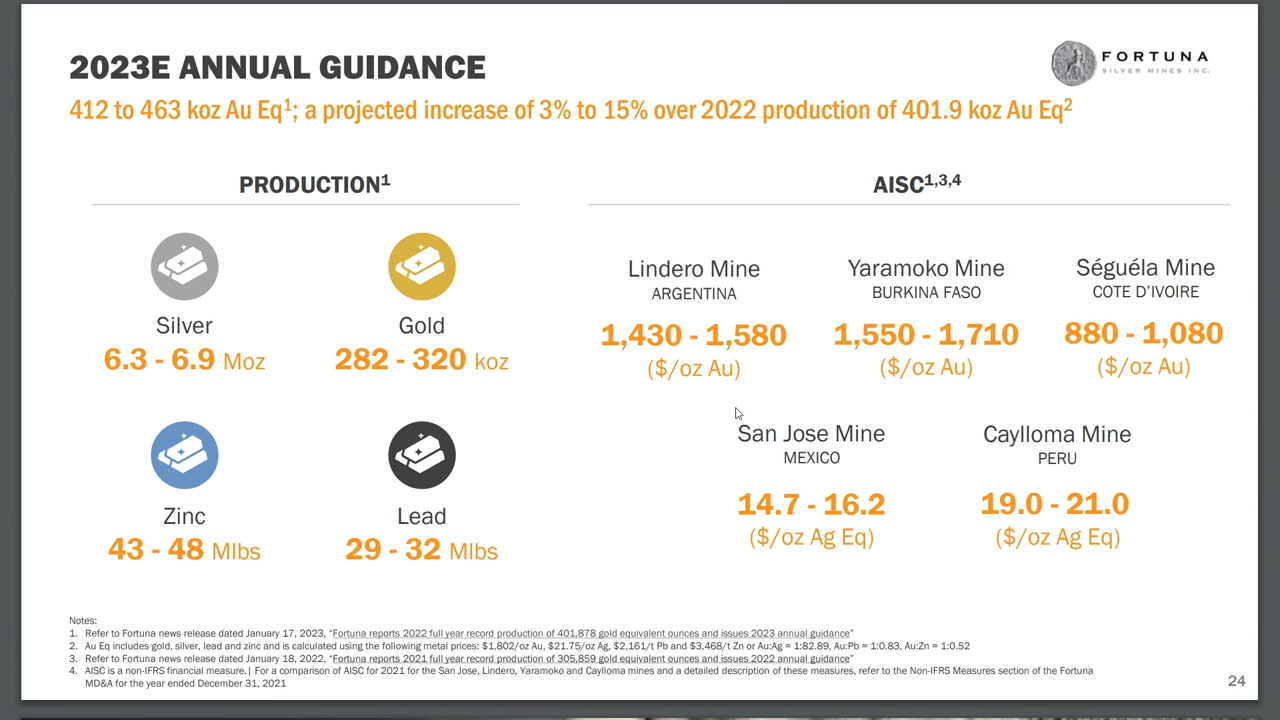 2023E ANNUAL GUIDANCE
FORTUNA
SILVER MINES INC.
412 to 463 koz Au Eq1; a projected increase of 3% to 15% over 2022 production of 401.9 koz Au Eq2
PRODUCTION1
Silver
6.3 - 6.9 Moz
Gold
282 - 320 koz
Zinc
43 - 48 Mlbs
Lead
29 - 32 Mlbs
AISC1,3,4
Lindero Mine
ARGENTINA
1,430 - 1,580
($/oz Au)
Yaramoko Mine
BURKINA FASO
1,550 - 1,710
($/oz Au)
Séguéla Mine
COTE D'IVOIRE
880 - 1,080
($/oz Au)
San Jose Mine
MEXICO
14.7 - 16.2
($/oz Ag Eq)
Caylloma Mine
PERU
19.0 - 21.0
($/oz Ag Eq)
Notes:
1. Refer to Fortuna news release dated January 17, 2023, “Fortuna reports 2022 full year record production of 401,878 gold equivalent ounces and issues 2023 annual guidance”
2. Au Eq includes gold, silver, lead and zinc and is calculated using the following metal prices: $1,802/oz Au, $21.75/oz Ag, $2,161/t Pb and $3,468/t Zn or Au:Ag = 1:82.89, Au:Pb = 1:0.83, Au:Zn = 1:0.52
3. Refer to Fortuna news release dated January 18, 2022, “Fortuna reports 2021 full year record production of 305,859 gold equivalent ounces and issues 2022 annual guidance”
4. AISC is a non-IFRS financial measure.| For a comparison of AISC for 2021 for the San Jose, Lindero, Yaramoko and Caylloma mines and a detailed description of these measures, refer to the Non-IFRS Measures section of the Fortuna
MD&A for the year ended December 31, 2021
24